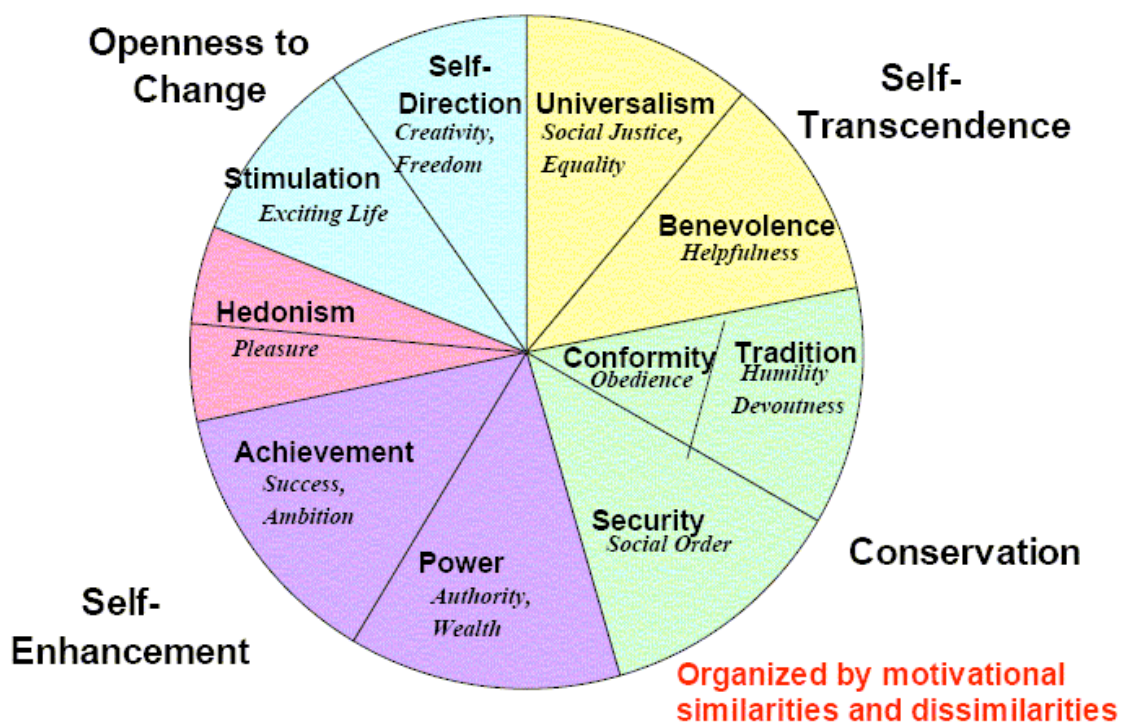 Openness to
Change
Self-
Direction
Creativity,
Freedom
Universalism
Social Justice,
Equality
Self-
Transcendence
Stimulation
Exciting Life
Benevolence
Helpfulness
Hedonism
Pleasure
Conformity
Obedience
Tradition
Humility
Devoutness
Achievement
Success,
Ambition
Security
Social Order
Conservation
Power
Authority,
Wealth
Self-
Enhancement
Organized by motivational
similarities and dissimilarities